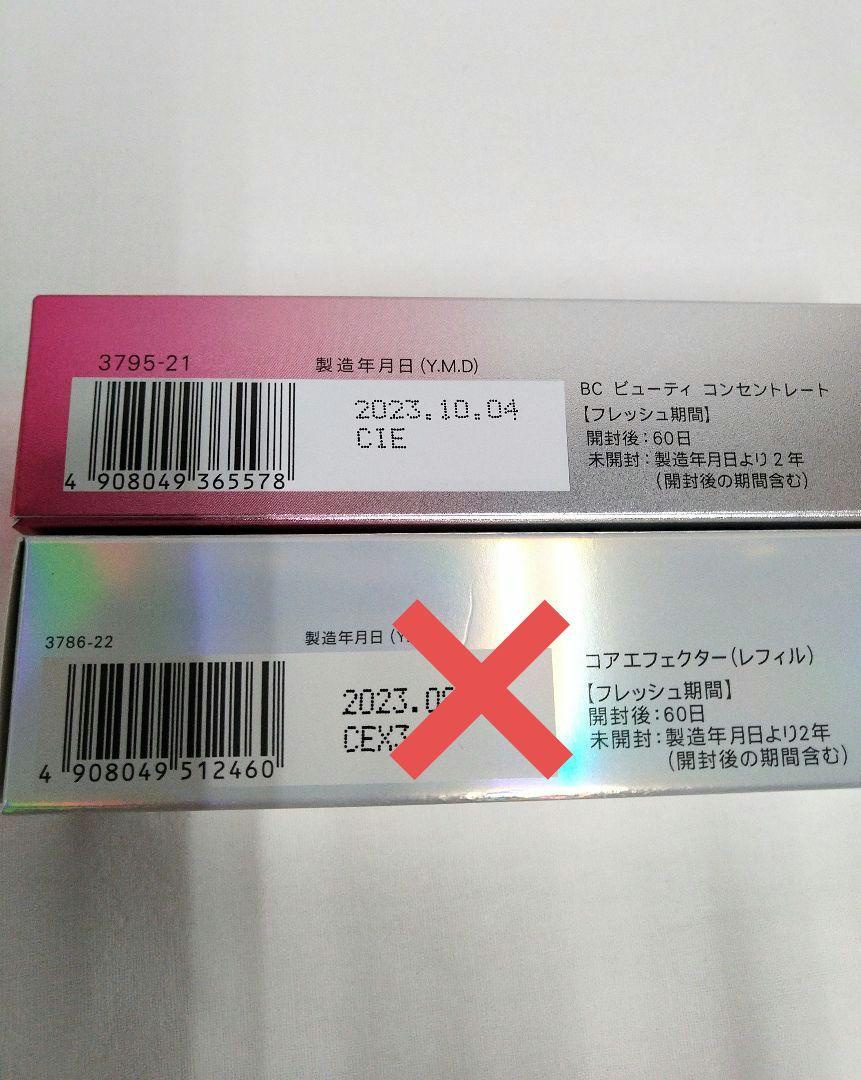 3795-21
製造年月日(Y.M.D)
2023.10.04
CIE
4 908049 365578
BC ビューティ コンセントレート
【フレッシュ期間】
開封後:60日
未開封:製造年月日より2年
(開封後の期間含む)
3786-22
製造年月日(Y.
2023.0
CEX3
4 908049 512460
コアエフェクター(レフィル)
【フレッシュ期間】
開封後:60日
未開封:製造年月日より2年
(開封後の期間含む)